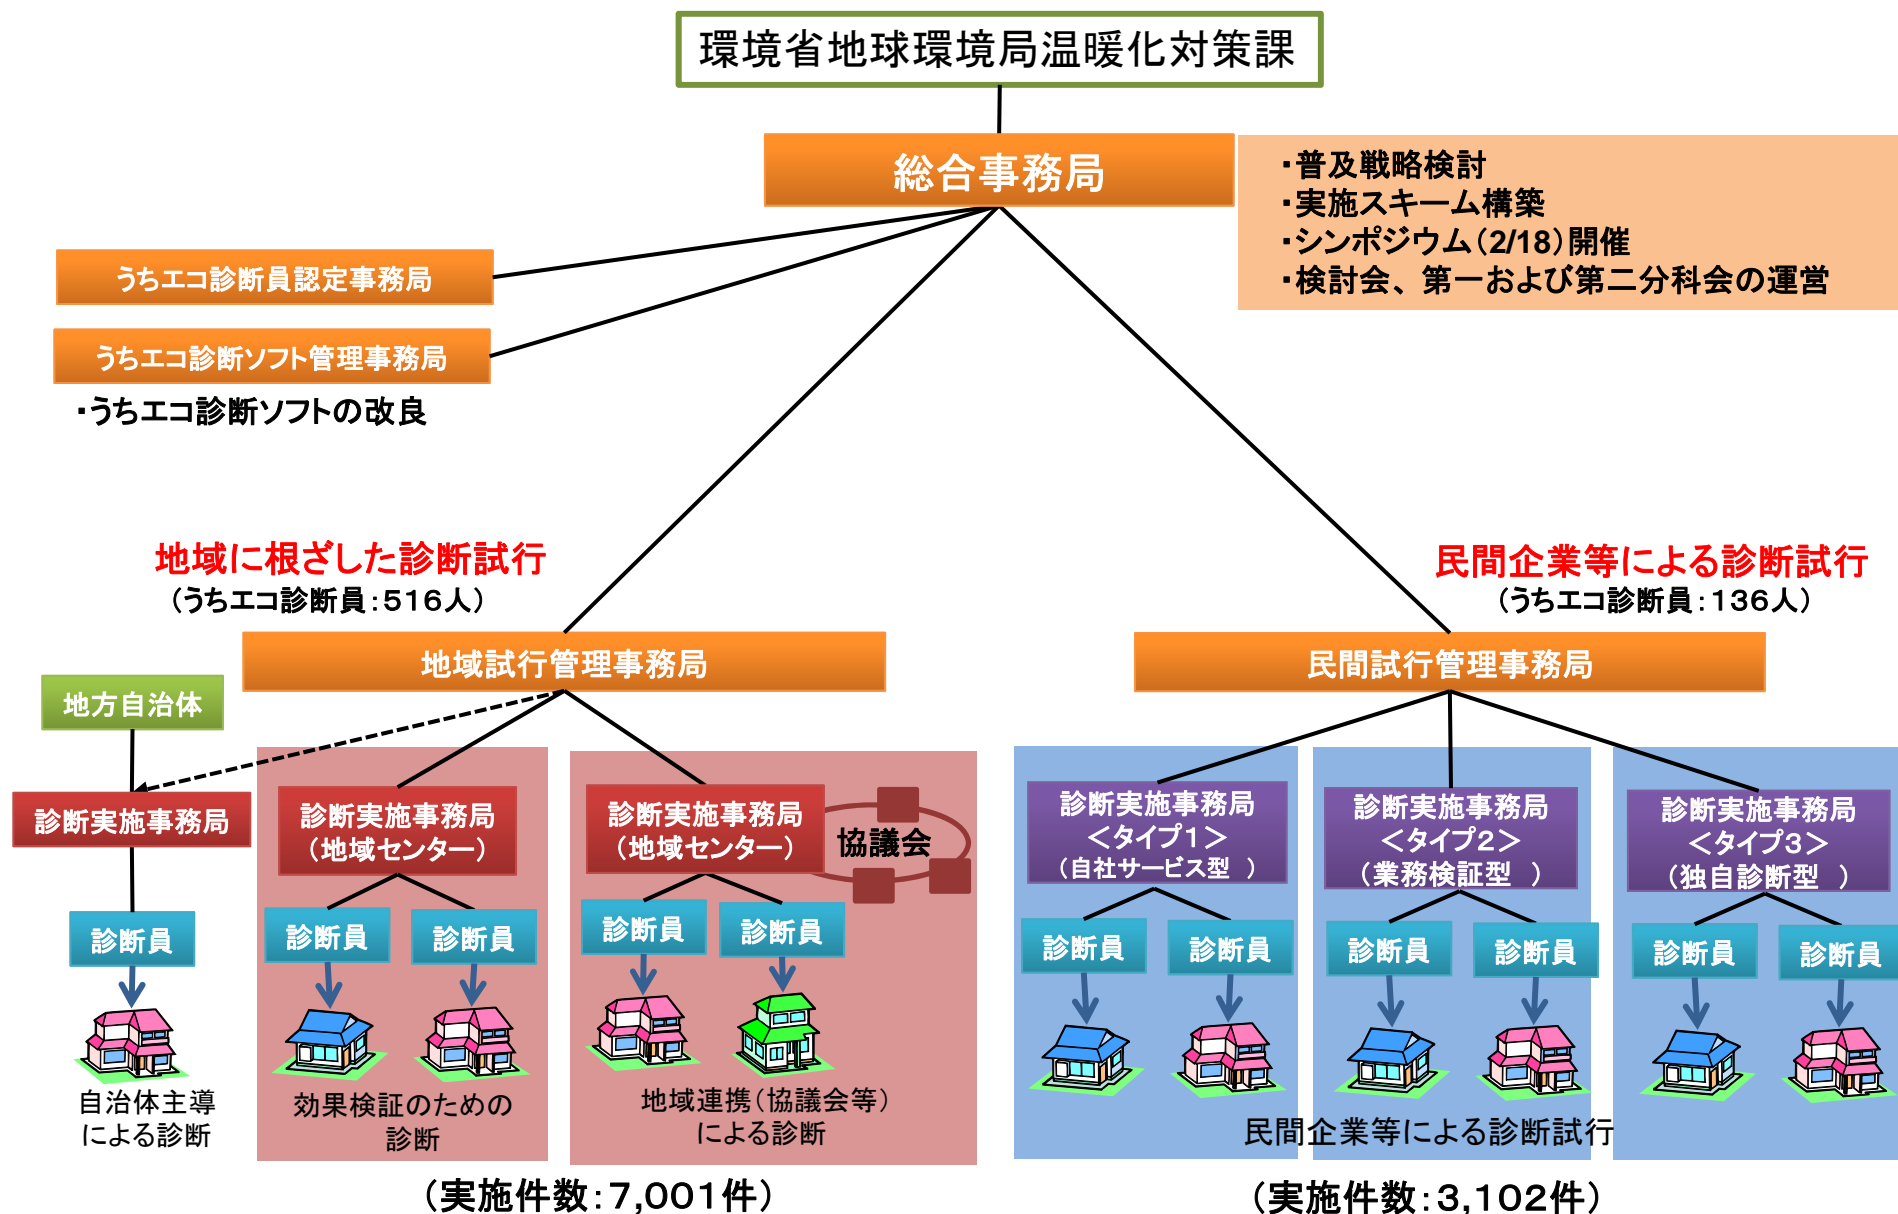 環境省地球環境局温暖化対策課
総合事務局
・普及戦略検討
・実施スキーム構築
・シンポジウム（2/18）開催
・検討会、第一および第二分科会の運営
うちエコ診断員認定事務局
うちエコ診断ソフト管理事務局
・うちエコ診断ソフトの改良
地域に根ざした診断試行
（うちエコ診断員：５１６人）
民間企業等による診断試行
（うちエコ診断員：１３６人）
地域試行管理事務局
民間試行管理事務局
地方自治体
診断実施事務局
診断実施事務局
（地域センター）
診断実施事務局
（地域センター）
協議会
診断実施事務局
＜タイプ１＞
（自社サービス型　）
診断実施事務局
＜タイプ２＞
（業務検証型　）
診断実施事務局
＜タイプ３＞
（独自診断型　）
診断員
診断員
診断員
診断員
診断員
診断員
診断員
診断員
診断員
診断員
診断員
自治体主導
による診断
効果検証のための
診断
地域連携（協議会等）
による診断
民間企業等による診断試行
（実施件数：７，００１件）
（実施件数：３，１０２件）